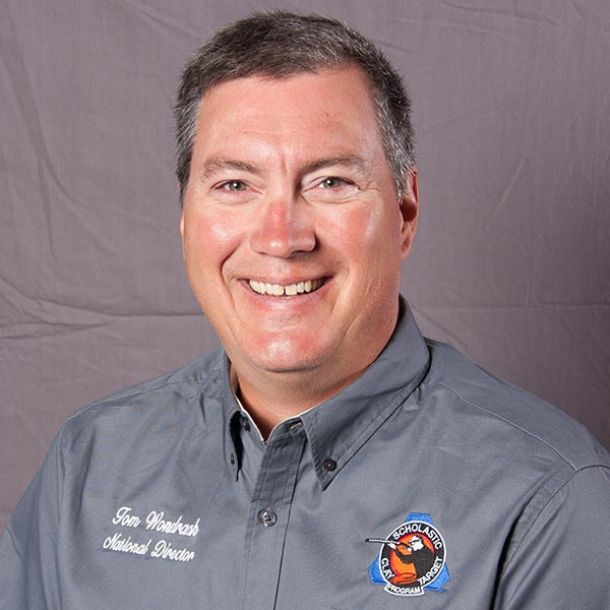 Tom Wondrash
National Director
SCHOLASTIC
CLAY TARGET
PROGRAM